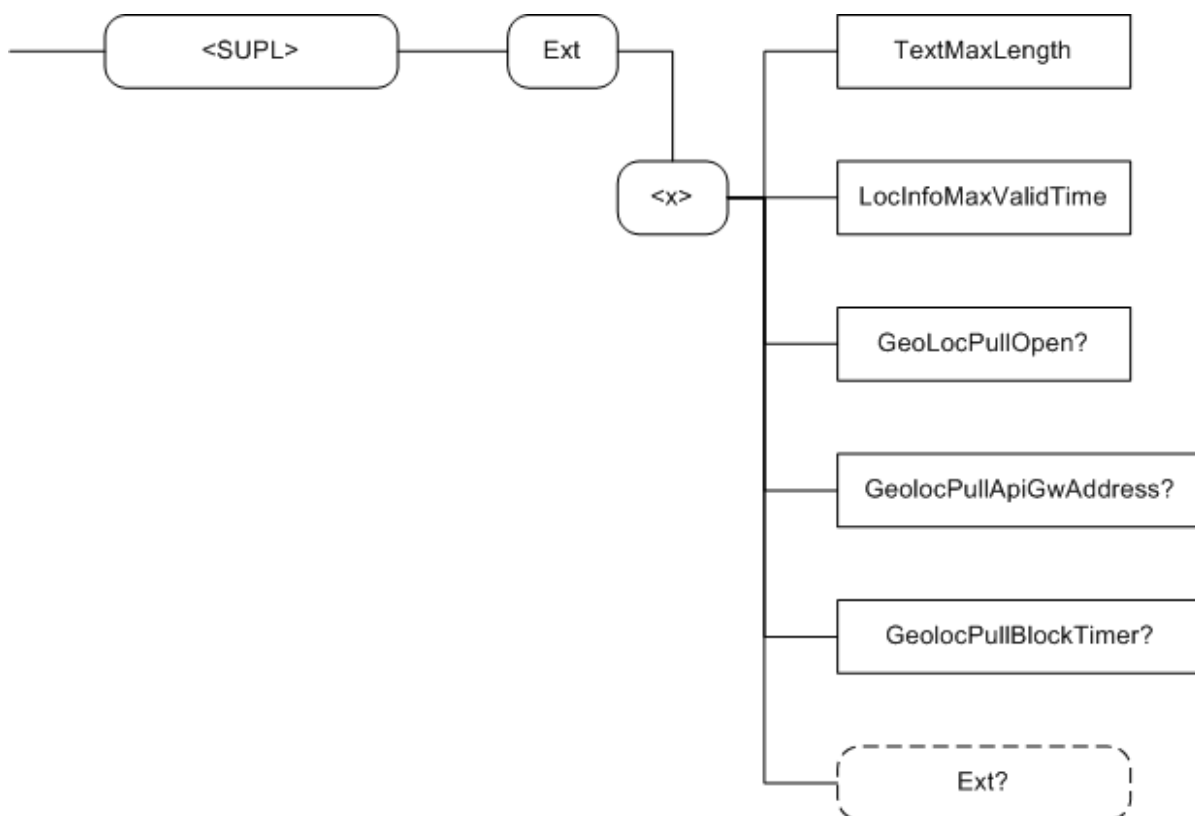 <SUPL>
Ext
<x>
TextMaxLength
LocInfoMaxValidTime
GeoLocPullOpen?
GeolocPullApiGwAddress?
GeolocPullBlockTimer?
Ext?